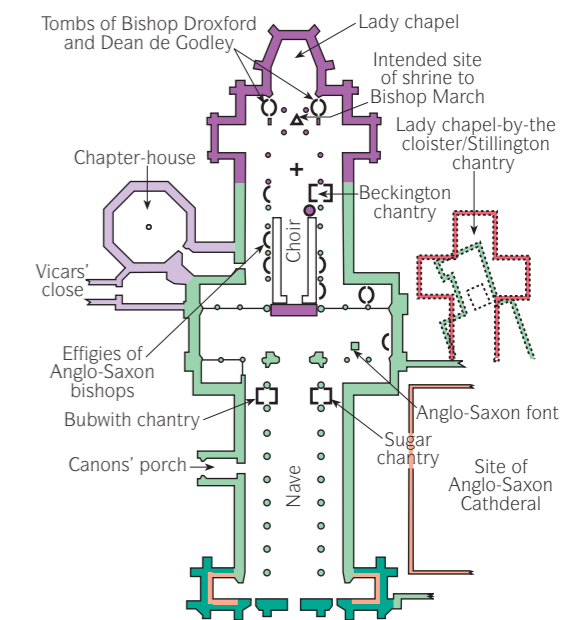 Tombs of Bishop Droxford
and Dean de Godley
Lady chapel
Intended site
of shrine to
Bishop March
Lady chapel-by-the
cloister/Stillington
chantry
Chapter-house
Beckington
chantry
Choir
Vicars'
close
Effigies of
Anglo-Saxon
bishops
Anglo-Saxon font
Bubwith chantry
Sugar
chantry
Canons' porch
Nave
Site of
Anglo-Saxon
Cathderal